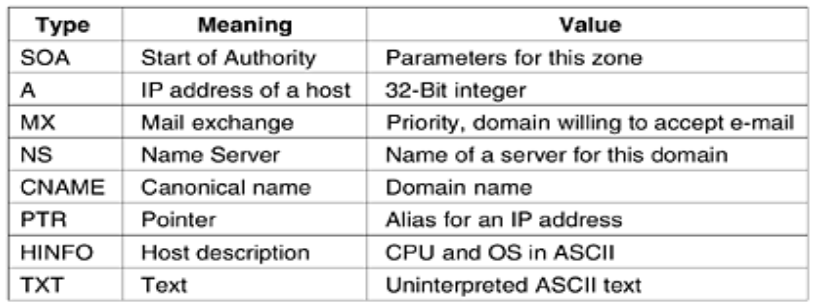 Type Meaning Value
SOA Start of Authority Parameters for this zone
A IP address of a host 32-Bit integer
MX Mail exchange Priority, domain willing to accept e-mail
NS Name Server Name of a server for this domain
CNAME Canonical name Domain name
PTR Pointer Alias for an IP address
HINFO Host description CPU and OS in ASCII
TXT Text Uninterpreted ASCII text